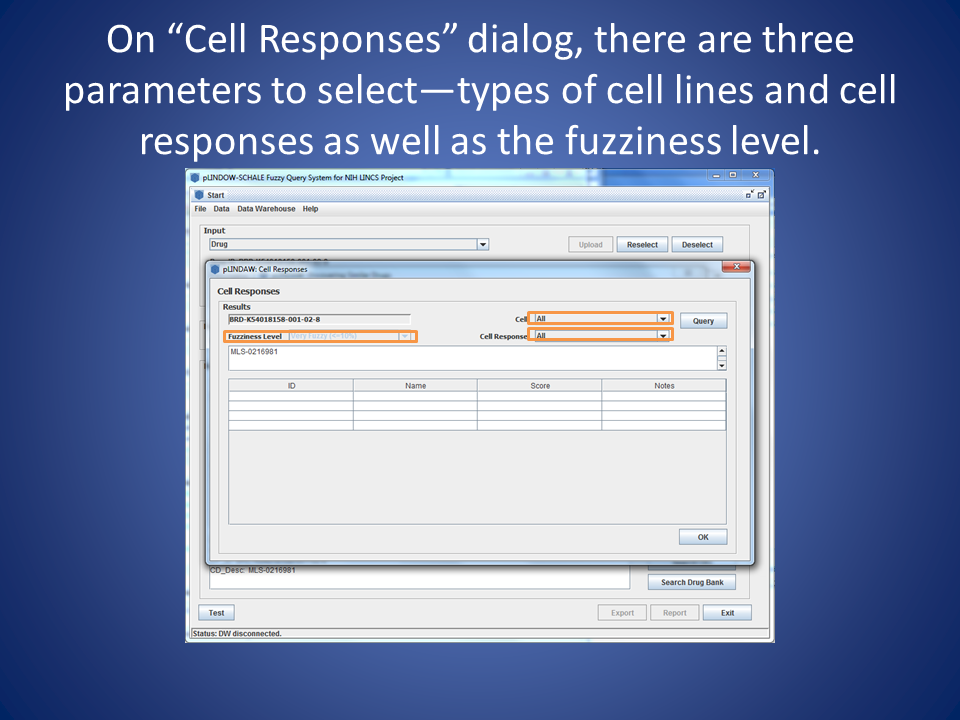 On “Cell Responses” dialog, there are three
parameters to select—types of cell lines and cell
responses as well as the fuzziness level.
pLINDOW-SCHALE Fuzzy Query System for NIH LINCS Project
Start
File Data Data Warehouse Help
Input
Drug
Upload Reselect Deselect
pLINDAW: Cell Responses
Cell Responses
Results
BRD-K54018158-001-02-8 Cell All Query
Fuzziness Level Very Fuzzy (<=10%) Cell Response All
MLS-0216981
ID Name Score Notes
OK
CD_Desc: MLS-0216981
Search Drug Bank
Test Export Report Exit
Status: DW disconnected.